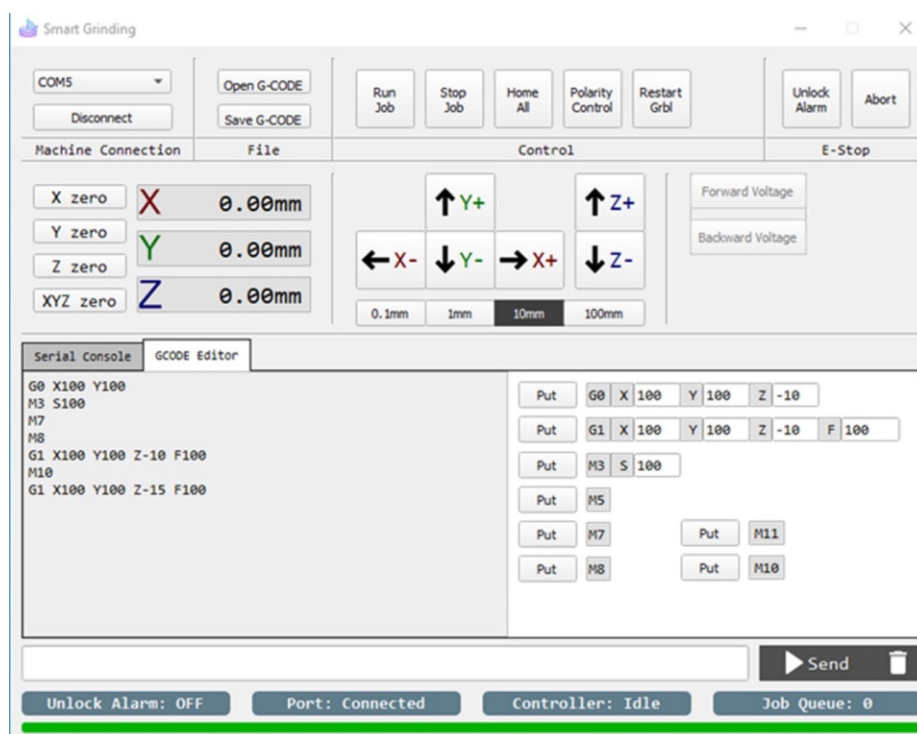 Smart Grinding
COM5
Disconnect
Machine Connection
Open G-CODE
Save G-CODE
File
Run Job
Stop Job
Home All
Polarity Control
Restart Grbl
Control
Unlock Alarm
Abort
E-Stop
X zero
Y zero
Z zero
XYZ zero
X 0.00mm
Y 0.00mm
Z 0.00mm
Y+
Z+
X-
Y-
X+
Z-
0.1mm 1mm 10mm 100mm
Forward Voltage
Backward Voltage
Serial Console GCODE Editor
G0 X100 Y100
M3 S100
M7
M8
G1 X100 Y100 Z-10 F100
M10
G1 X100 Y100 Z-15 F100
Put G0 X 100 Y 100 Z -10
Put G1 X 100 Y 100 Z -10 F 100
Put M3 S 100
Put M5
Put M7 Put M11
Put M8 Put M10
Send
Unlock Alarm: OFF Port: Connected Controller: Idle Job Queue: 0